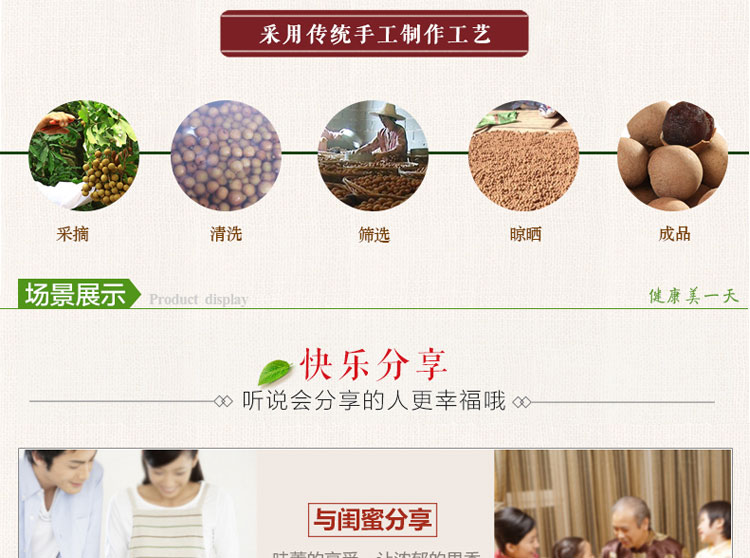 采用传统手工制作工艺
采摘 清洗 筛选 晾晒 成品
场景展示 Product display 健康美一天
快乐分享
听说会分享的人更幸福哦
与闺蜜分享